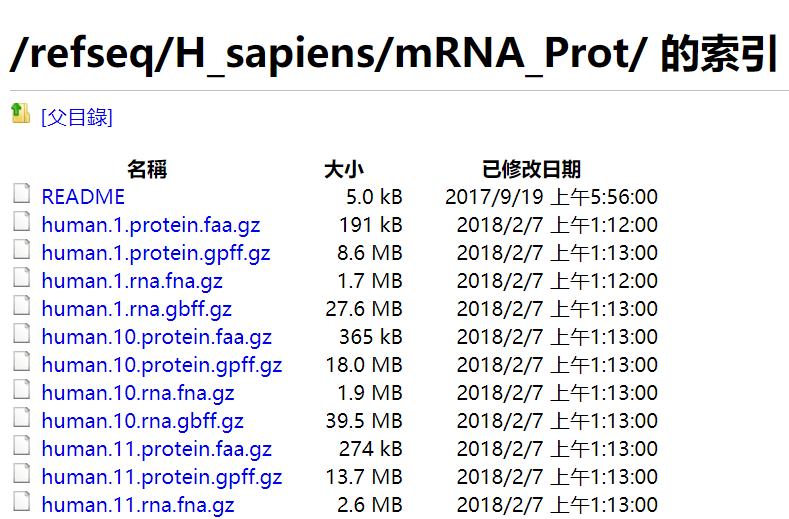 /refseq/H_sapiens/mRNA_Prot/ 的索引
[父目錄]
名稱 大小 已修改日期
README 5.0 kB 2017/9/19 上午5:56:00
human.1.protein.faa.gz 191 kB 2018/2/7 上午1:12:00
human.1.protein.gpff.gz 8.6 MB 2018/2/7 上午1:13:00
human.1.rna.fna.gz 1.7 MB 2018/2/7 上午1:12:00
human.1.rna.gbff.gz 27.6 MB 2018/2/7 上午1:13:00
human.10.protein.faa.gz 365 kB 2018/2/7 上午1:13:00
human.10.protein.gpff.gz 18.0 MB 2018/2/7 上午1:13:00
human.10.rna.fna.gz 1.9 MB 2018/2/7 上午1:13:00
human.10.rna.gbff.gz 39.5 MB 2018/2/7 上午1:13:00
human.11.protein.faa.gz 274 kB 2018/2/7 上午1:13:00
human.11.protein.gpff.gz 13.7 MB 2018/2/7 上午1:13:00
human.11.rna.fna.gz 2.6 MB 2018/2/7 上午1:13:00